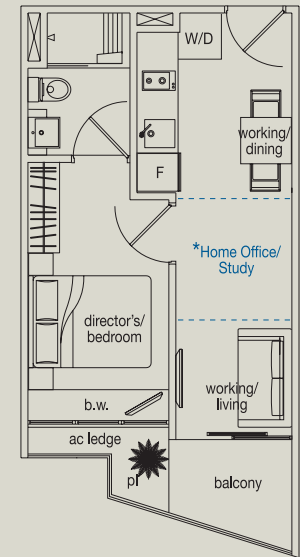 W/D
working/
dining
F
*Home Office/
Study
director's/
bedroom
working/
living
b.w.
ac ledge
pl
balcony